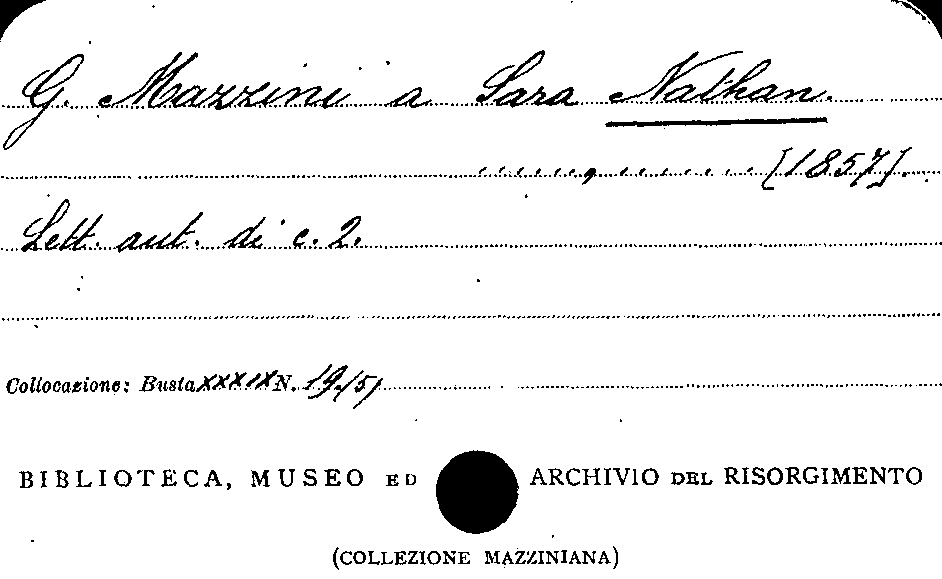 G. Mazzini a Sara Nathan.
......, ...... [1857].
Lett. aut. di c. 2.
Collocazione: Busta XXXIX N. 19/51
BIBLIOTECA, MUSEO ED ARCHIVIO DEL RISORGIMENTO
(COLLEZIONE MAZZINIANA)